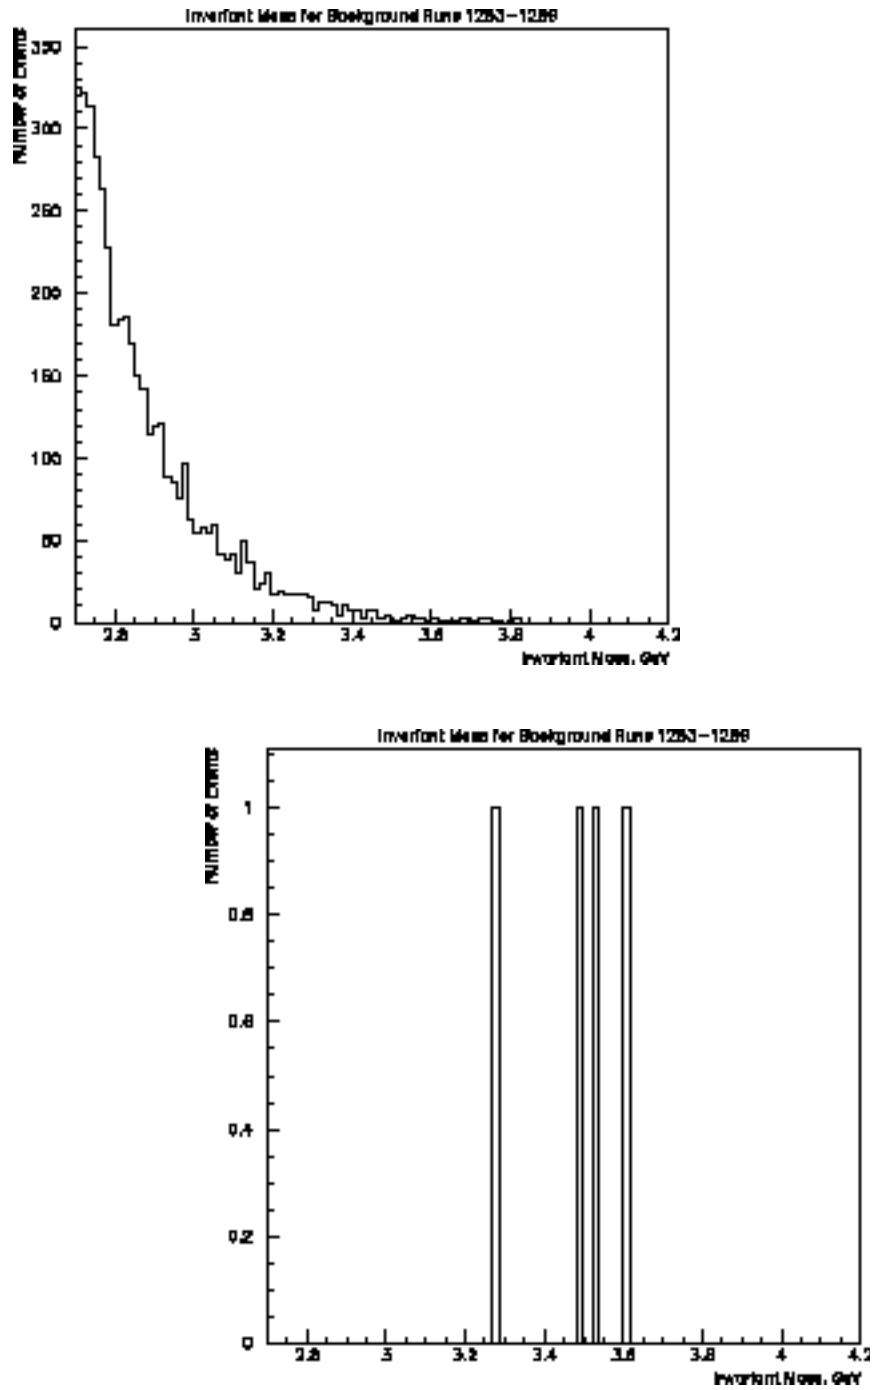 Invariant Mass for Background Runs 1283-1289
Number of Events
350
300
250
200
150
100
50
0
2.8 3 3.2 3.4 3.6 3.8 4 4.2
Invariant Mass, GeV
Invariant Mass for Background Runs 1283-1289
Number of Events
1
0.8
0.6
0.4
0.2
0
2.8 3 3.2 3.4 3.6 3.8 4 4.2
Invariant Mass, GeV